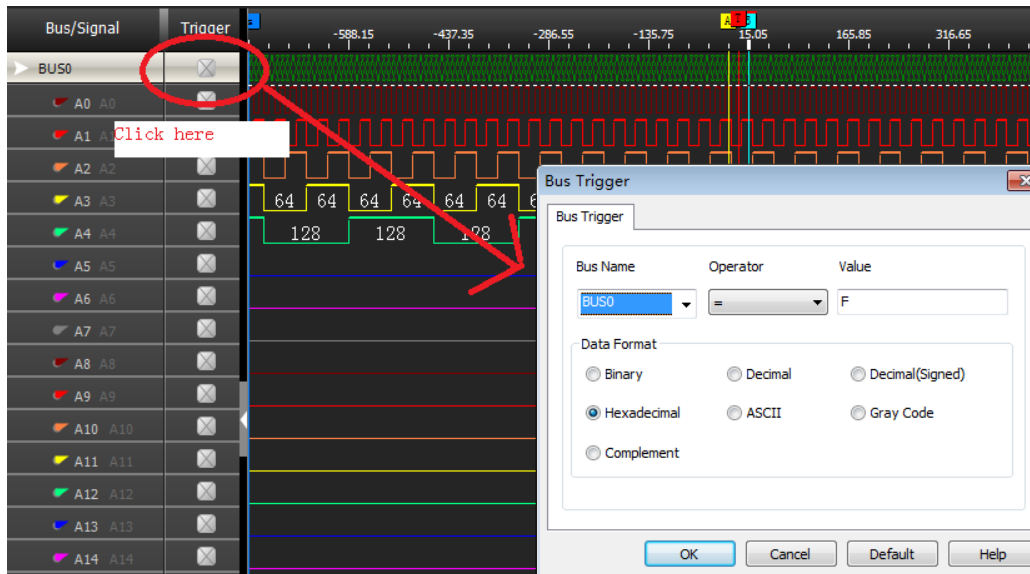 Bus/Signal Trigger
-588.15 -437.35 -286.55 -135.75 15.05 165.85 316.65
A T
BUS0
A0 A0
A1 A1
Click here
A2 A2
A3 A3 64 64 64 64 64 64
A4 A4 128 128 128
A5 A5
A6 A6
A7 A7
A8 A8
A9 A9
A10 A10
A11 A11
A12 A12
A13 A13
A14 A14
Bus Trigger
Bus Trigger
Bus Name Operator Value
BUS0 = F
Data Format
Binary Decimal Decimal(Signed)
Hexadecimal ASCII Gray Code
Complement
OK Cancel Default Help